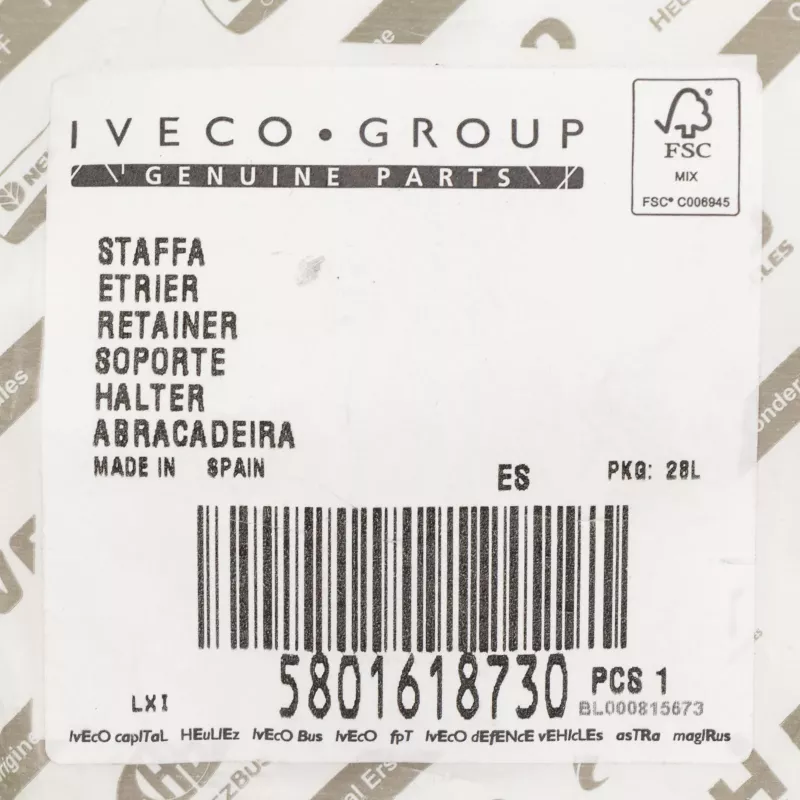 IVECO • GROUP
GENUINE PARTS
FSC
MIX
FSC® C006945
STAFFA
ETRIER
RETAINER
SOPORTE
HALTER
ABRACADEIRA
MADE IN SPAIN
ES
PKG: 28L
5801618730
PCS 1
LXI
BL000815673
IVECO CAPITAL HEULIEZ IVECO BUS IVECO FPT IVECO DEFENCE VEHICLES ASTRA MAGIRUS